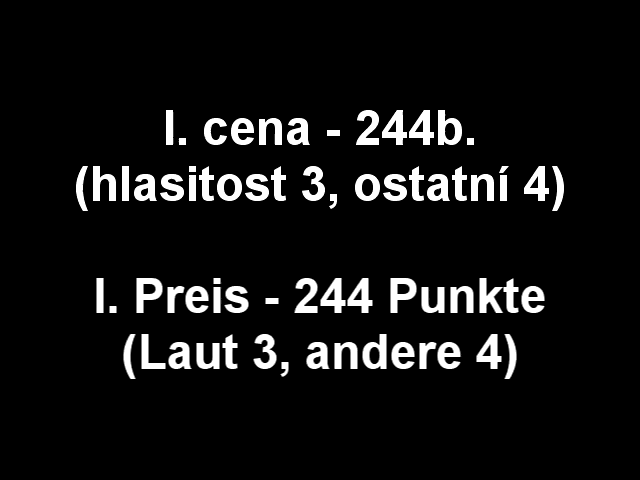 I. cena - 244b.
(hlasitost 3, ostatní 4)
I. Preis - 244 Punkte
(Laut 3, andere 4)